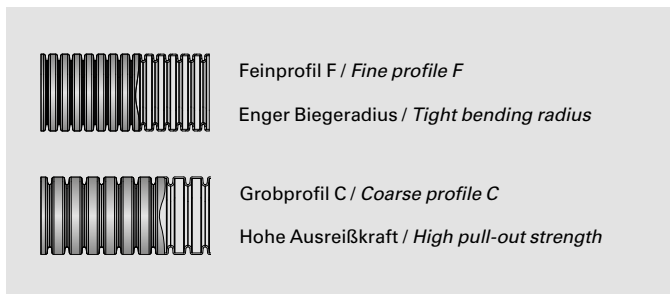 Feinprofil F / Fine profile F
Enger Biegeradius / Tight bending radius
Grobprofil C / Coarse profile C
Hohe Ausreißkraft / High pull-out strength